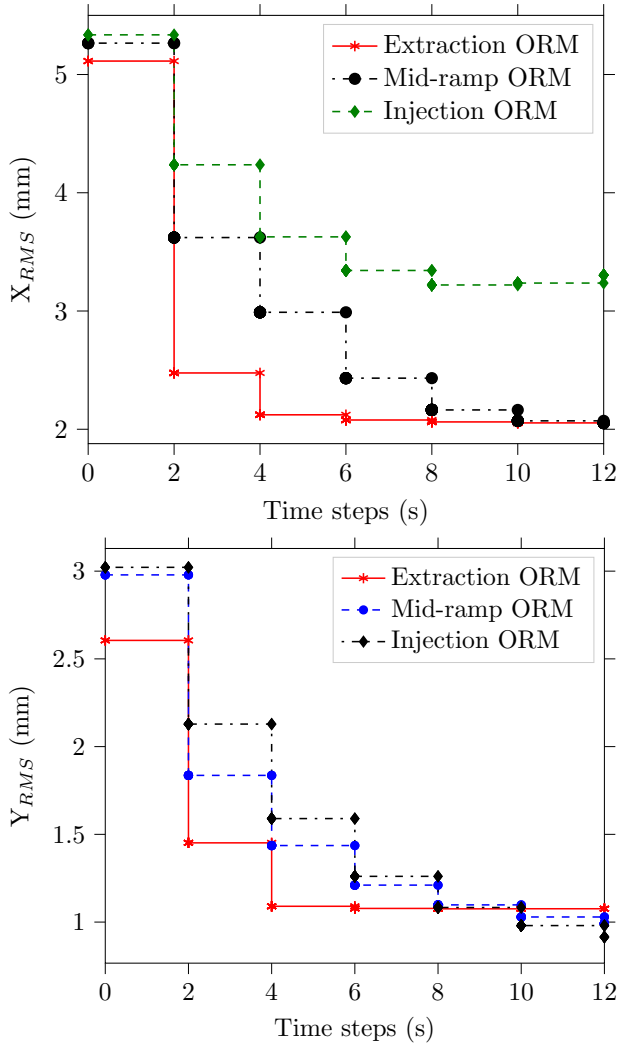 Extraction ORM
Mid-ramp ORM
Injection ORM
5
4
3
2
0 2 4 6 8 10 12
Time steps (s)
X_RMS (mm)
Extraction ORM
Mid-ramp ORM
Injection ORM
3
2.5
2
1.5
1
0 2 4 6 8 10 12
Time steps (s)
Y_RMS (mm)